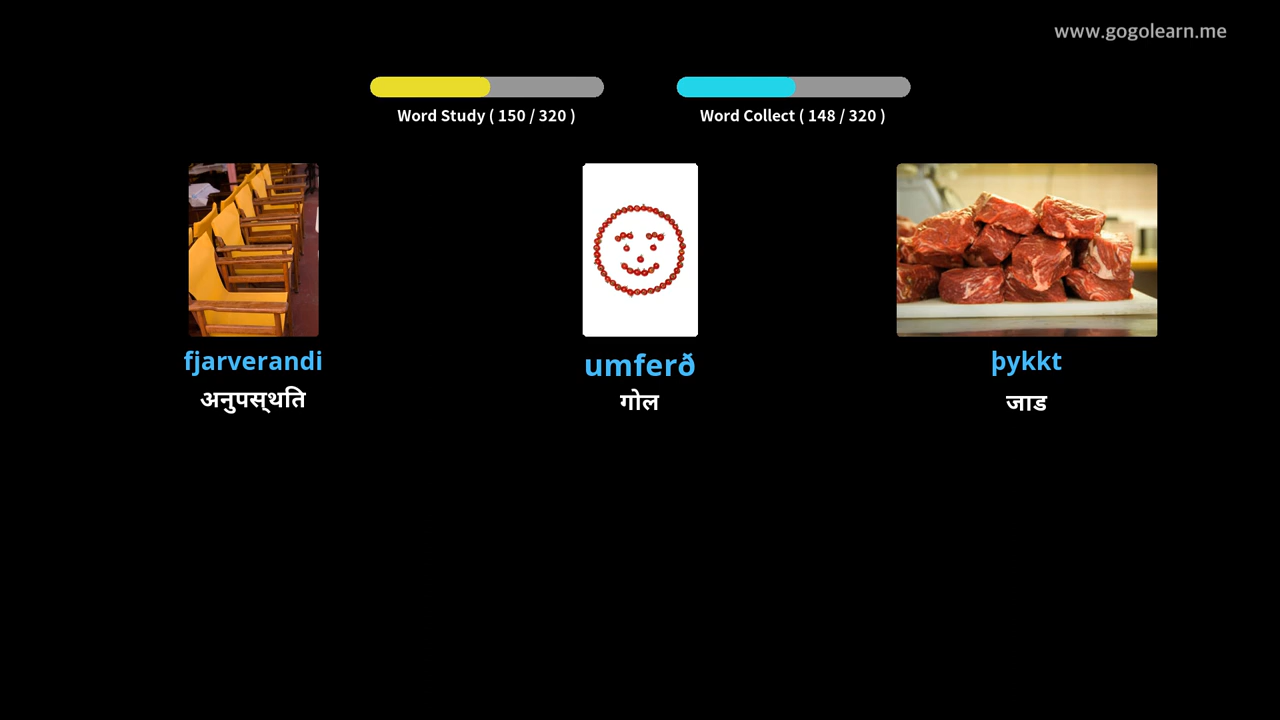 www.gogolearn.me
Word Study ( 150 / 320 )
Word Collect ( 148 / 320 )
fjarverandi
umferð
þykkt
अनुपस्थति
गोल
जाड